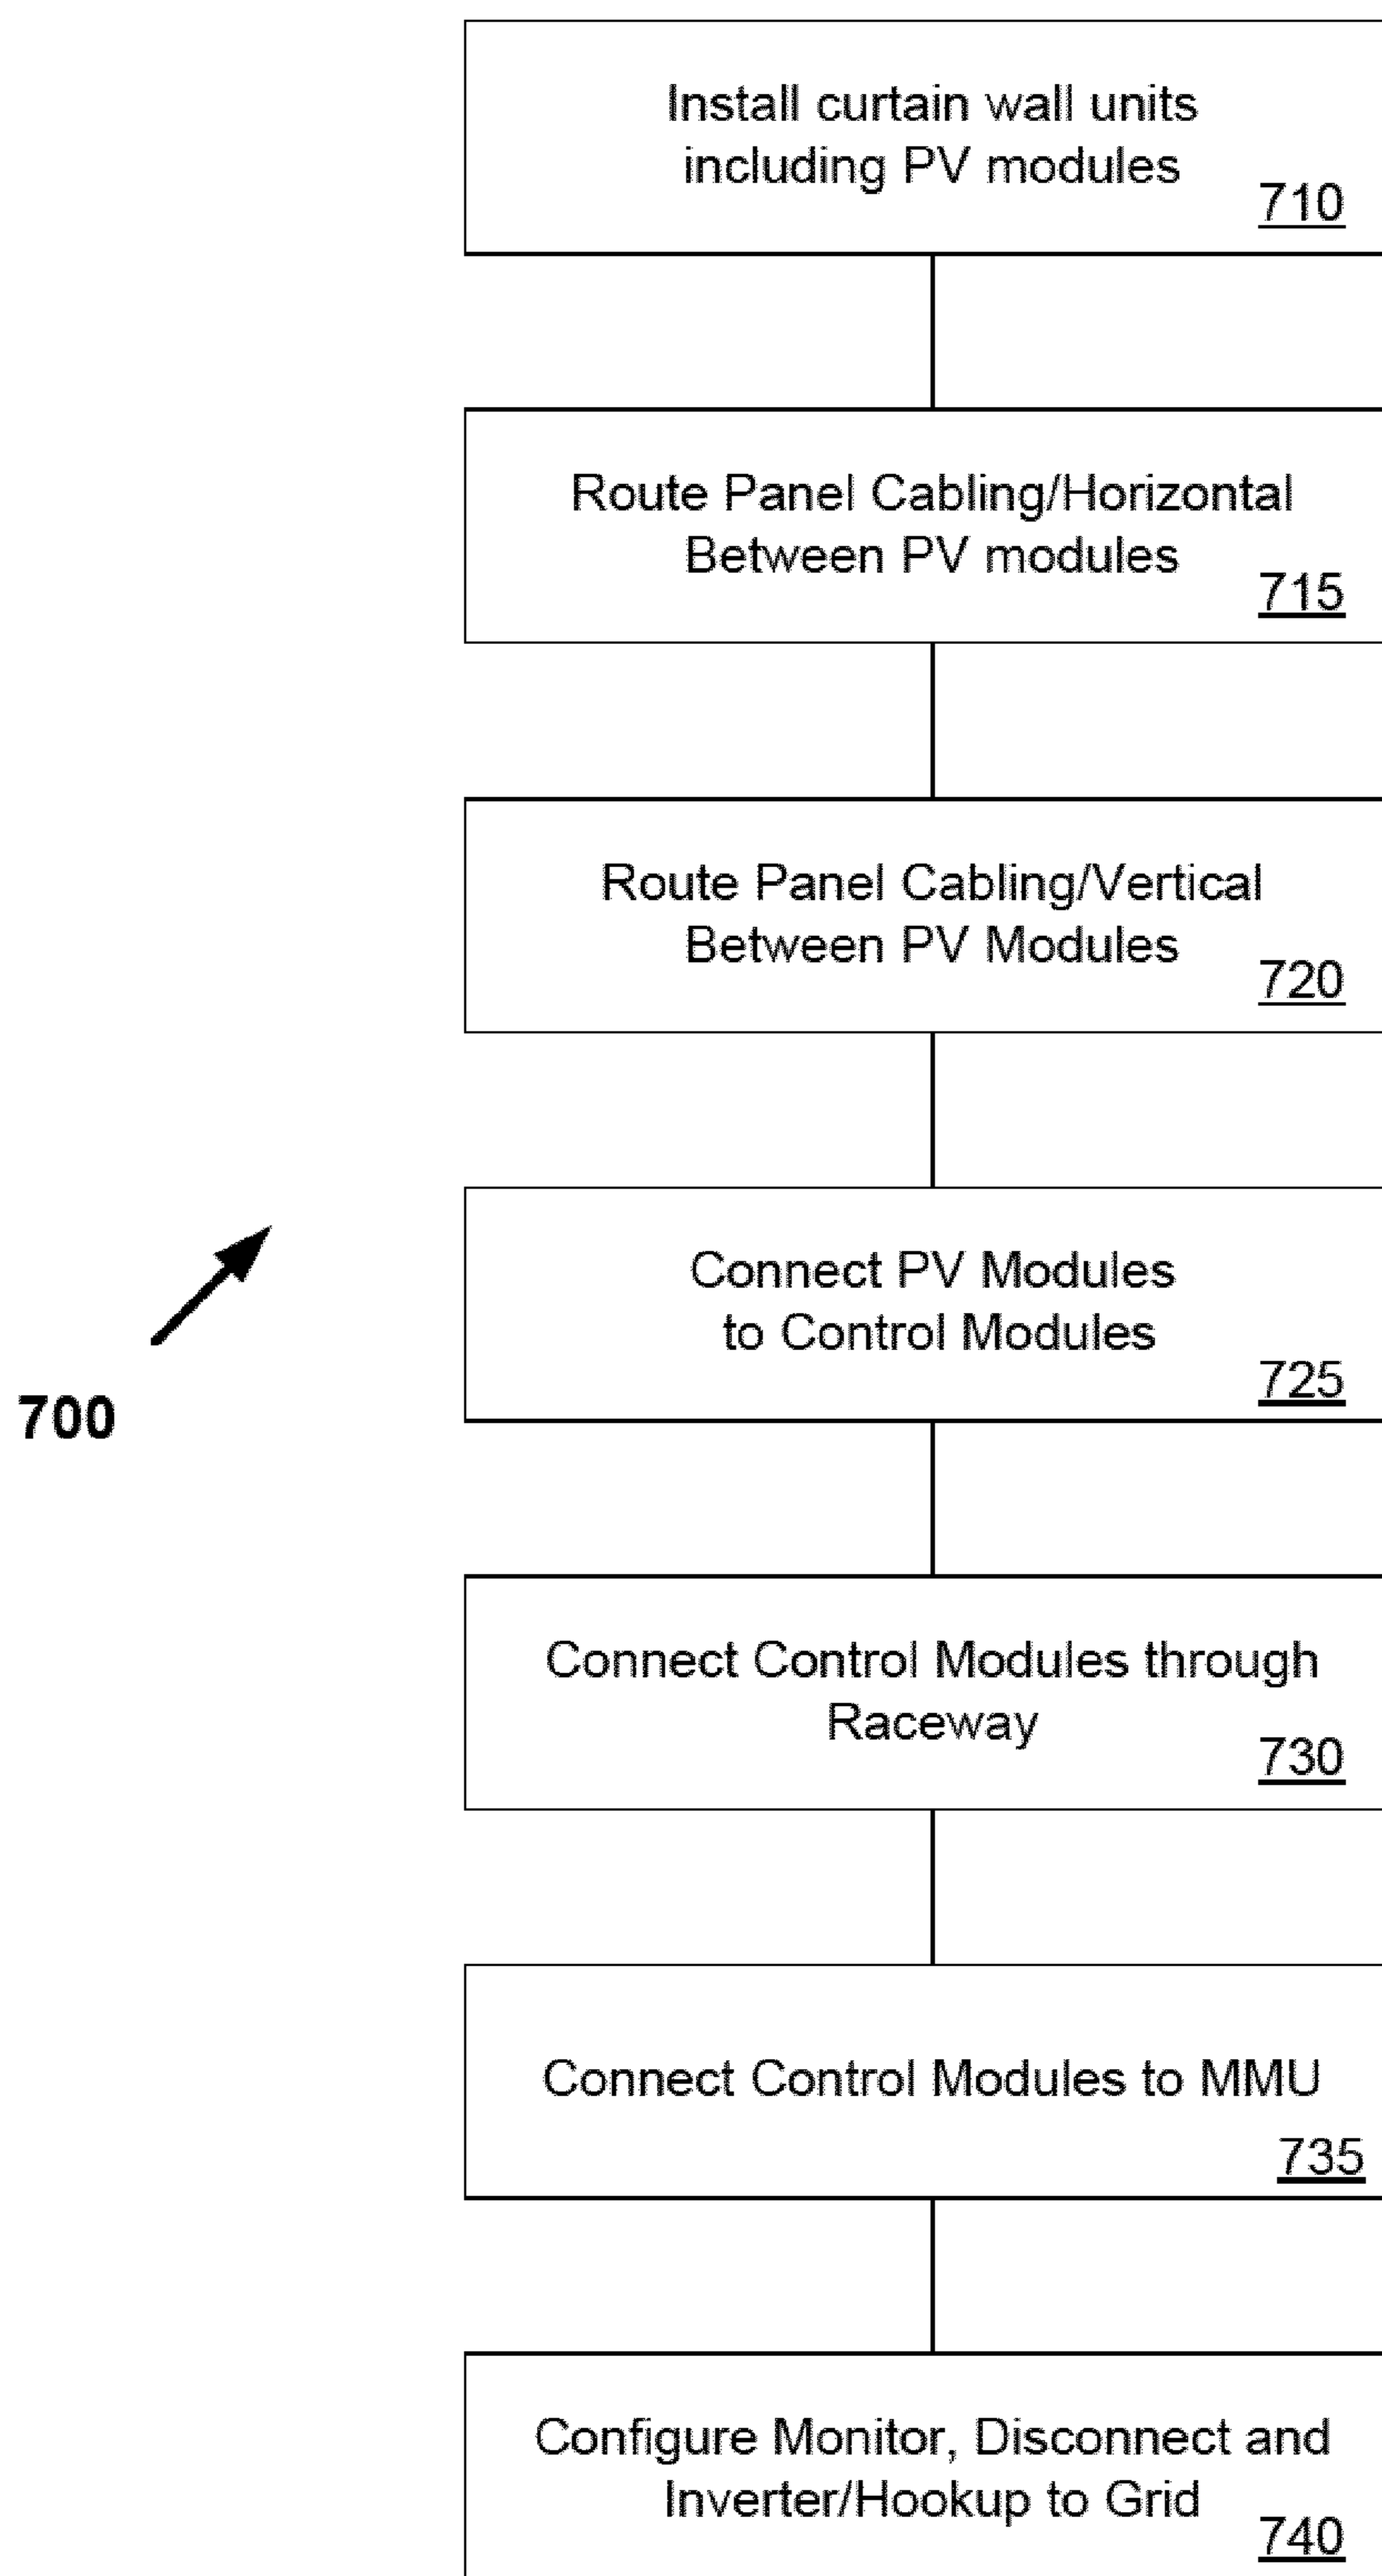 Install curtain wall units
including PV modules
710
Route Panel Cabling/Horizontal
Between PV modules
715
Route Panel Cabling/Vertical
Between PV Modules
720
Connect PV Modules
to Control Modules
725
700
Connect Control Modules through
Raceway
730
Connect Control Modules to MMU
735
Configure Monitor, Disconnect and
Inverter/Hookup to Grid
740